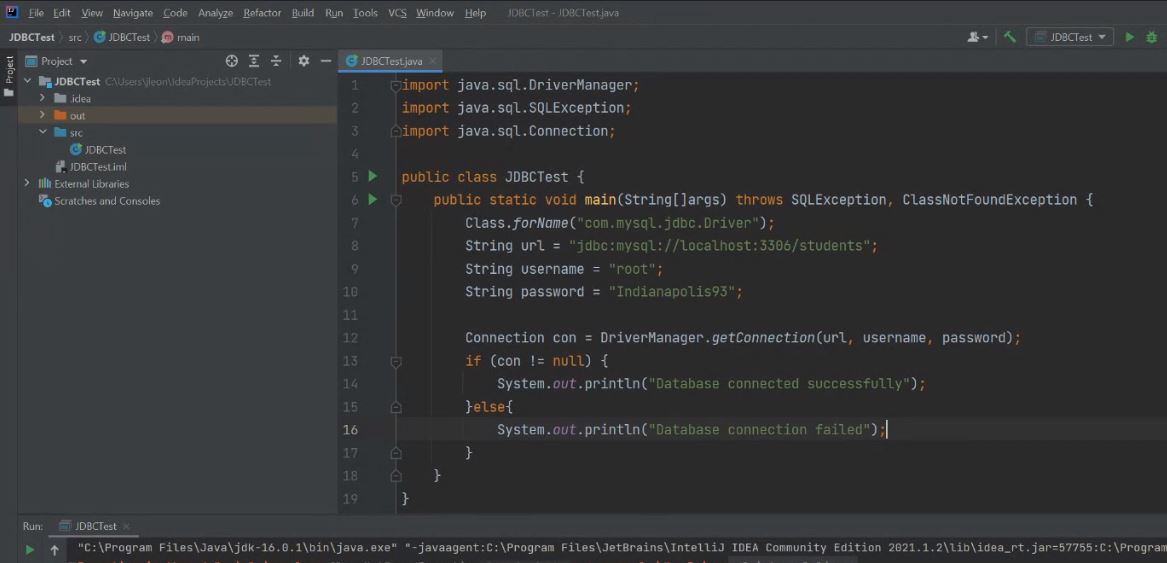 File Edit View Navigate Code Analyze Refactor Build Run Tools VCS Window Help JDBCTest - JDBCTest.java
JDBCTest src JDBCTest main JDBCTest
Project
Project JDBCTest.java
JDBCTest C:\Users\jleon\IdeaProjects\JDBCTest
.idea
out
src
JDBCTest
JDBCTest.iml
External Libraries
Scratches and Consoles
1 import java.sql.DriverManager;
2 import java.sql.SQLException;
3 import java.sql.Connection;
4
5 public class JDBCTest {
6 public static void main(String[]args) throws SQLException, ClassNotFoundException {
7 Class.forName("com.mysql.jdbc.Driver");
8 String url = "jdbc:mysql://localhost:3306/students";
9 String username = "root";
10 String password = "Indianapolis93";
11
12 Connection con = DriverManager.getConnection(url, username, password);
13 if (con != null) {
14 System.out.println("Database connected successfully");
15 }else{
16 System.out.println("Database connection failed");
17 }
18 }
19 }
Run: JDBCTest
"C:\Program Files\Java\jdk-16.0.1\bin\java.exe" "-javaagent:C:\Program Files\JetBrains\IntelliJ IDEA Community Edition 2021.1.2\lib\idea_rt.jar=57755:C:\Program